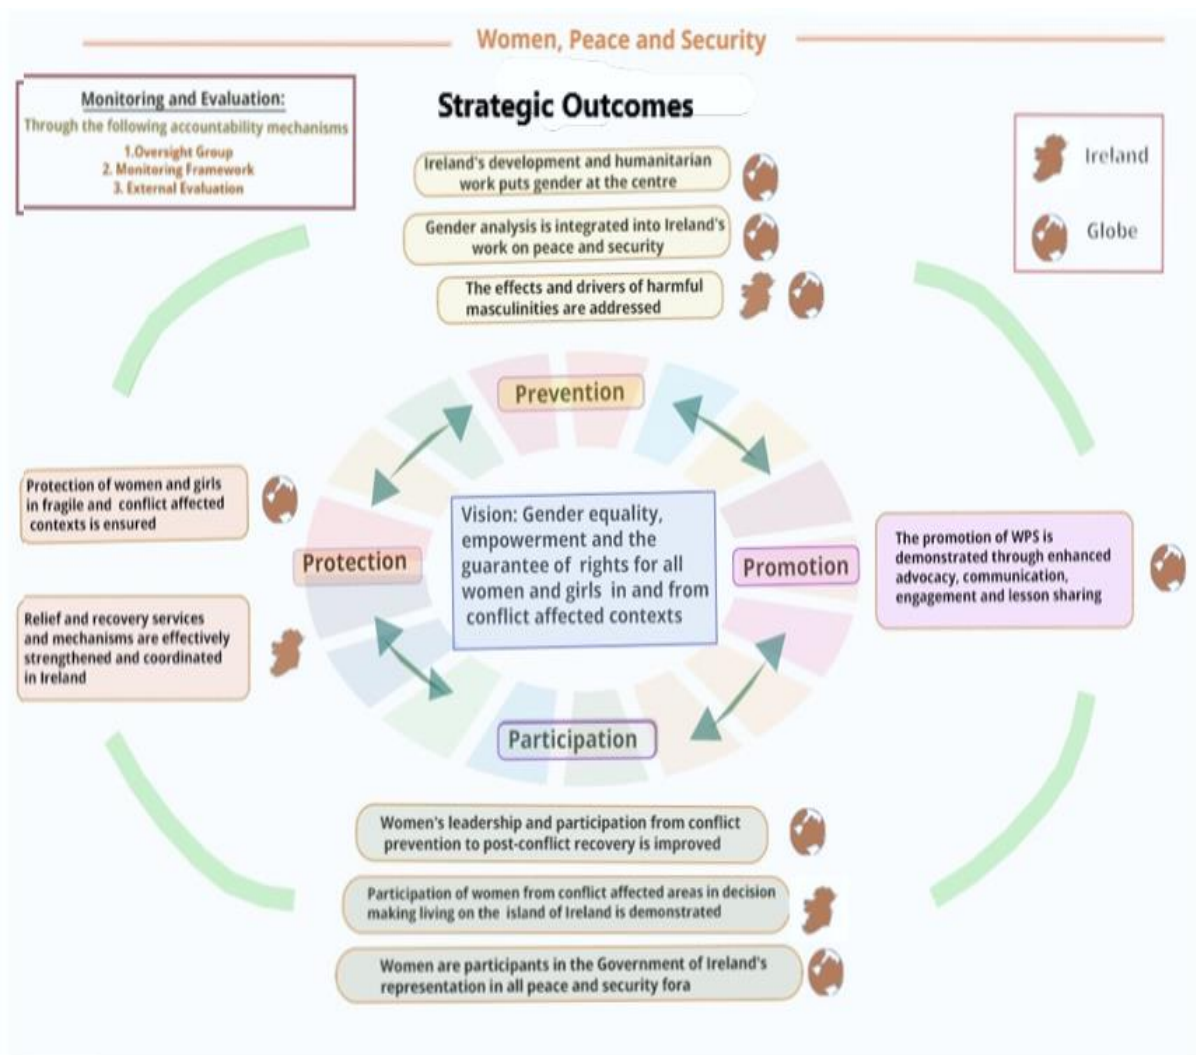 Women, Peace and Security
Monitoring and Evaluation:
Through the following accountability mechanisms
1.Oversight Group
2. Monitoring Framework
3. External Evaluation
Strategic Outcomes
Ireland's development and humanitarian
work puts gender at the centre
Gender analysis is integrated into Ireland's
work on peace and security
The effects and drivers of harmful
masculinities are addressed
Ireland
Globe
Prevention
Protection of women and girls
in fragile and conflict affected
contexts is ensured
Relief and recovery services
and mechanisms are effectively
strengthened and coordinated
in Ireland
Protection
Vision: Gender equality,
empowerment and the
guarantee of rights for all
women and girls in and from
conflict affected contexts
Promotion
The promotion of WPS is
demonstrated through enhanced
advocacy, communication,
engagement and lesson sharing
Participation
Women's leadership and participation from conflict
prevention to post-conflict recovery is improved
Participation of women from conflict affected areas in decision
making living on the island of Ireland is demonstrated
Women are participants in the Government of Ireland's
representation in all peace and security fora